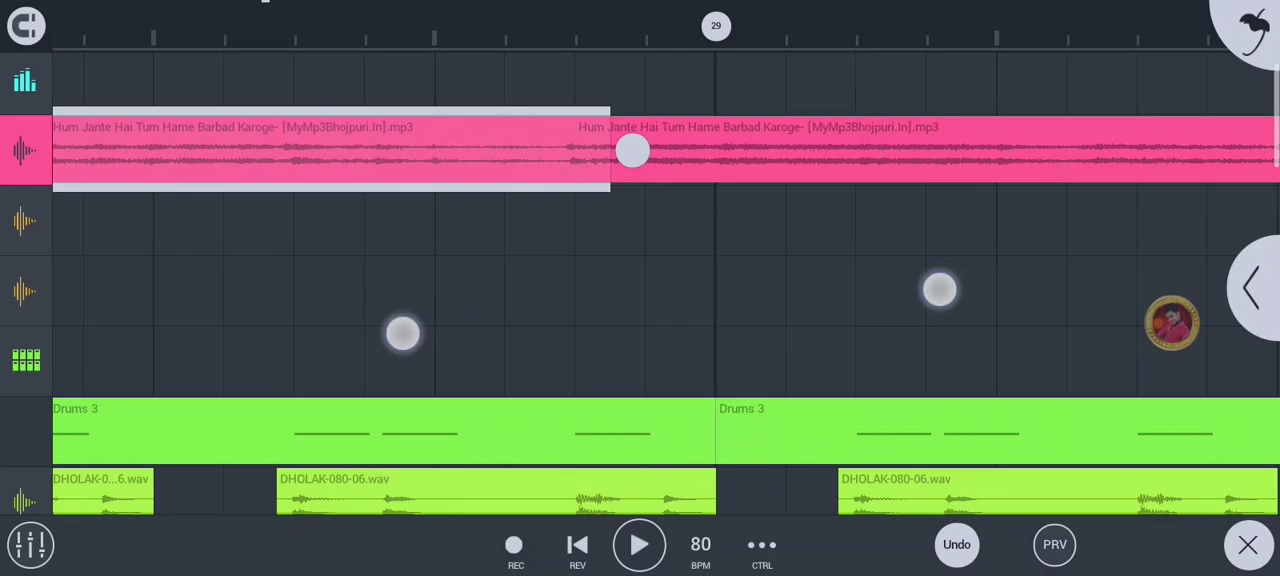 29
Hum Jante Hai Tum Hame Barbad Karoge- [MyMp3Bhojpuri.In].mp3
Hum Jante Hai Tum Hame Barbad Karoge- [MyMp3Bhojpuri.In].mp3
Drums 3
Drums 3
DHOLAK-0...6.wav
DHOLAK-080-06.wav
DHOLAK-080-06.wav
80
Undo
PRV
REC
REV
BPM
CTRL